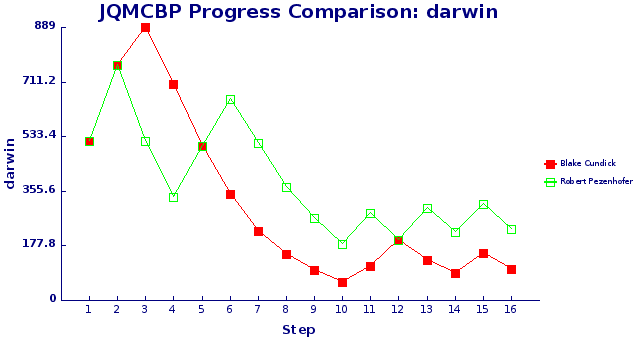 JQMCBP Progress Comparison: darwin
889
711.2
533.4
355.6
177.8
0
darwin
1 2 3 4 5 6 7 8 9 10 11 12 13 14 15 16
Step
Blake Cundick
Robert Pezenhofer